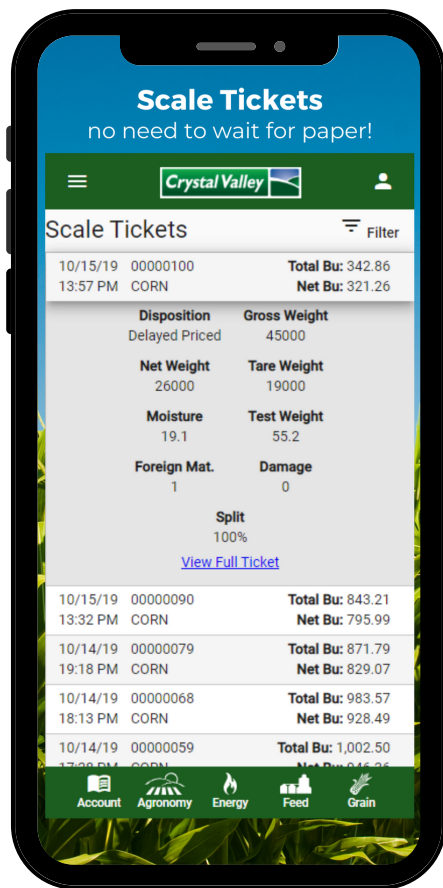 Scale Tickets
no need to wait for paper!
Crystal Valley
Scale Tickets
Filter
10/15/19 00000100 Total Bu: 342.86
13:57 PM CORN Net Bu: 321.26
Disposition Gross Weight
Delayed Priced 45000
Net Weight Tare Weight
26000 19000
Moisture Test Weight
19.1 55.2
Foreign Mat. Damage
1 0
Split
100%
View Full Ticket
10/15/19 00000090 Total Bu: 843.21
13:32 PM CORN Net Bu: 795.99
10/14/19 00000079 Total Bu: 871.79
19:18 PM CORN Net Bu: 829.07
10/14/19 00000068 Total Bu: 983.57
18:13 PM CORN Net Bu: 928.49
10/14/19 00000059 Total Bu: 1,002.50
CORN Net Bu:
Account Agronomy Energy Feed Grain